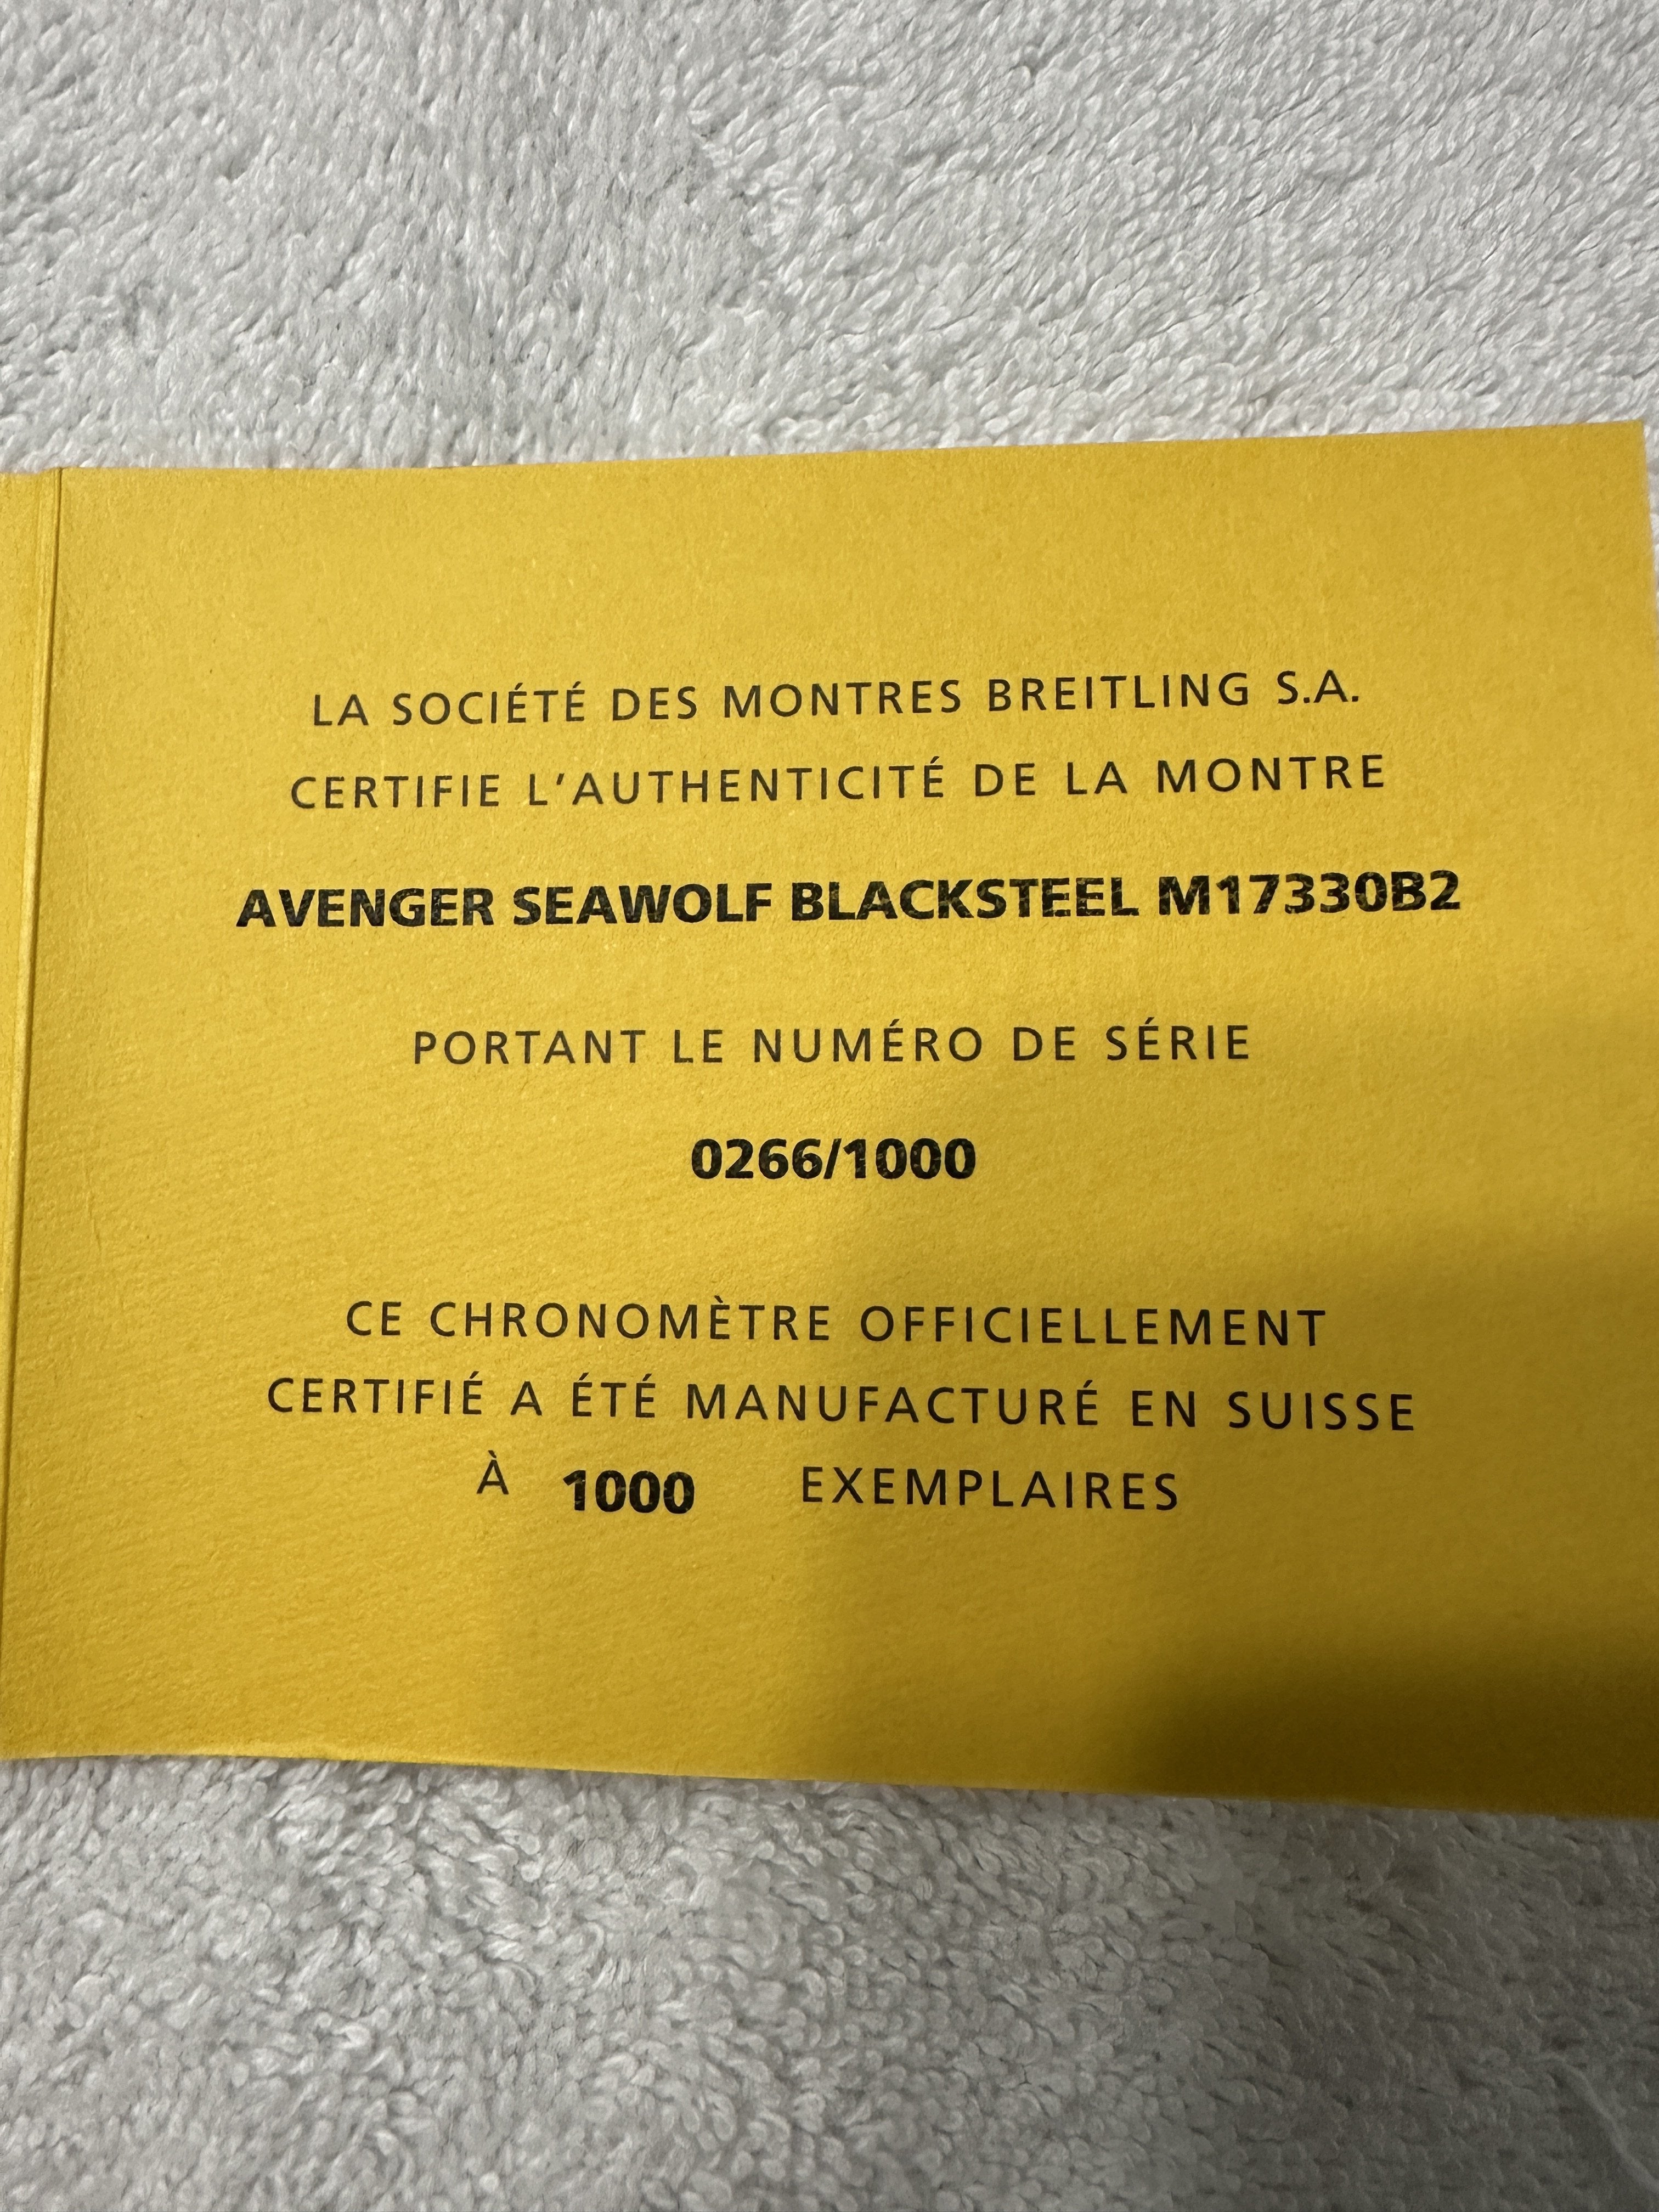 LA SOCIÉTÉ DES MONTRES BREITLING S.A.
CERTIFIE L'AUTHENTICITÉ DE LA MONTRE
AVENGER SEAWOLF BLACKSTEEL M17330B2
PORTANT LE NUMÉRO DE SÉRIE
0266/1000
CE CHRONOMÈTRE OFFICIELLEMENT
CERTIFIÉ A ÉTÉ MANUFACTURÉ EN SUISSE
À 1000 EXEMPLAIRES